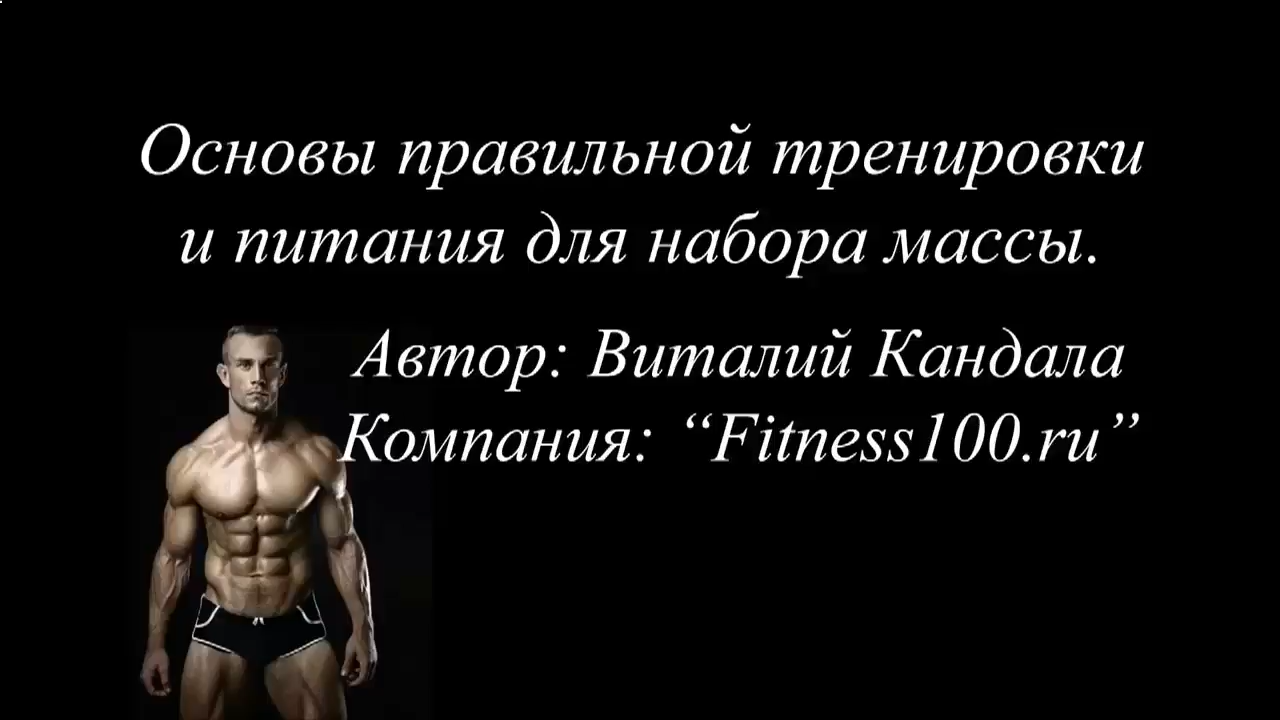 Основы правильной тренировки
и питания для набора массы.
Автор: Виталий Кандала
Компания: “Fitness100.ru”